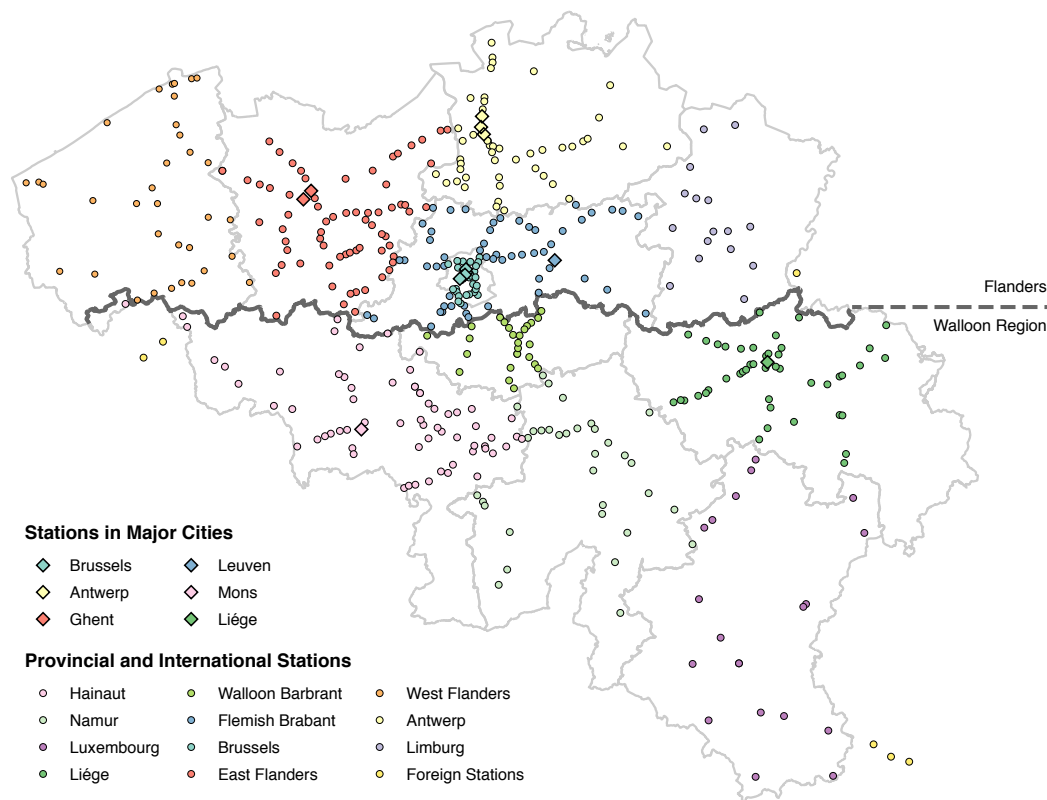 Flanders
Walloon Region
Stations in Major Cities
Brussels
Leuven
Antwerp
Mons
Ghent
Liége
Provincial and International Stations
Hainaut
Walloon Barbrant
West Flanders
Namur
Flemish Brabant
Antwerp
Luxembourg
Brussels
Limburg
Liége
East Flanders
Foreign Stations